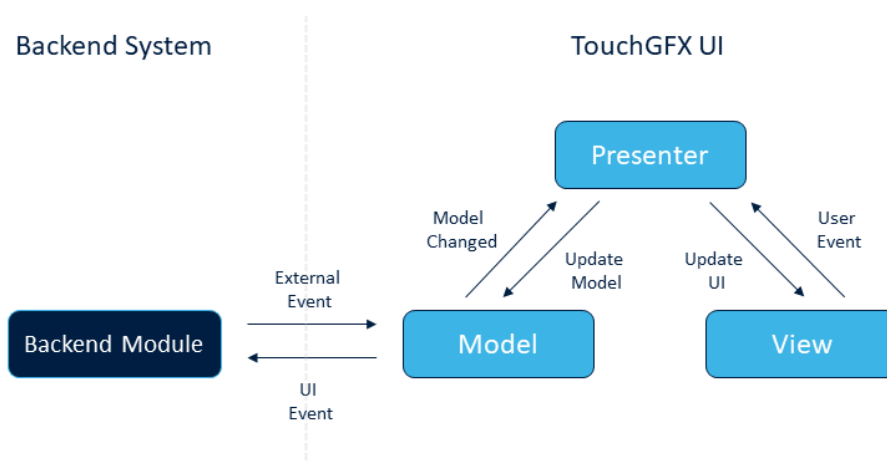 Backend System
TouchGFX UI
Presenter
Model
Changed
Update
Model
Update
UI
User
Event
External
Event
Backend Module
Model
View
UI
Event